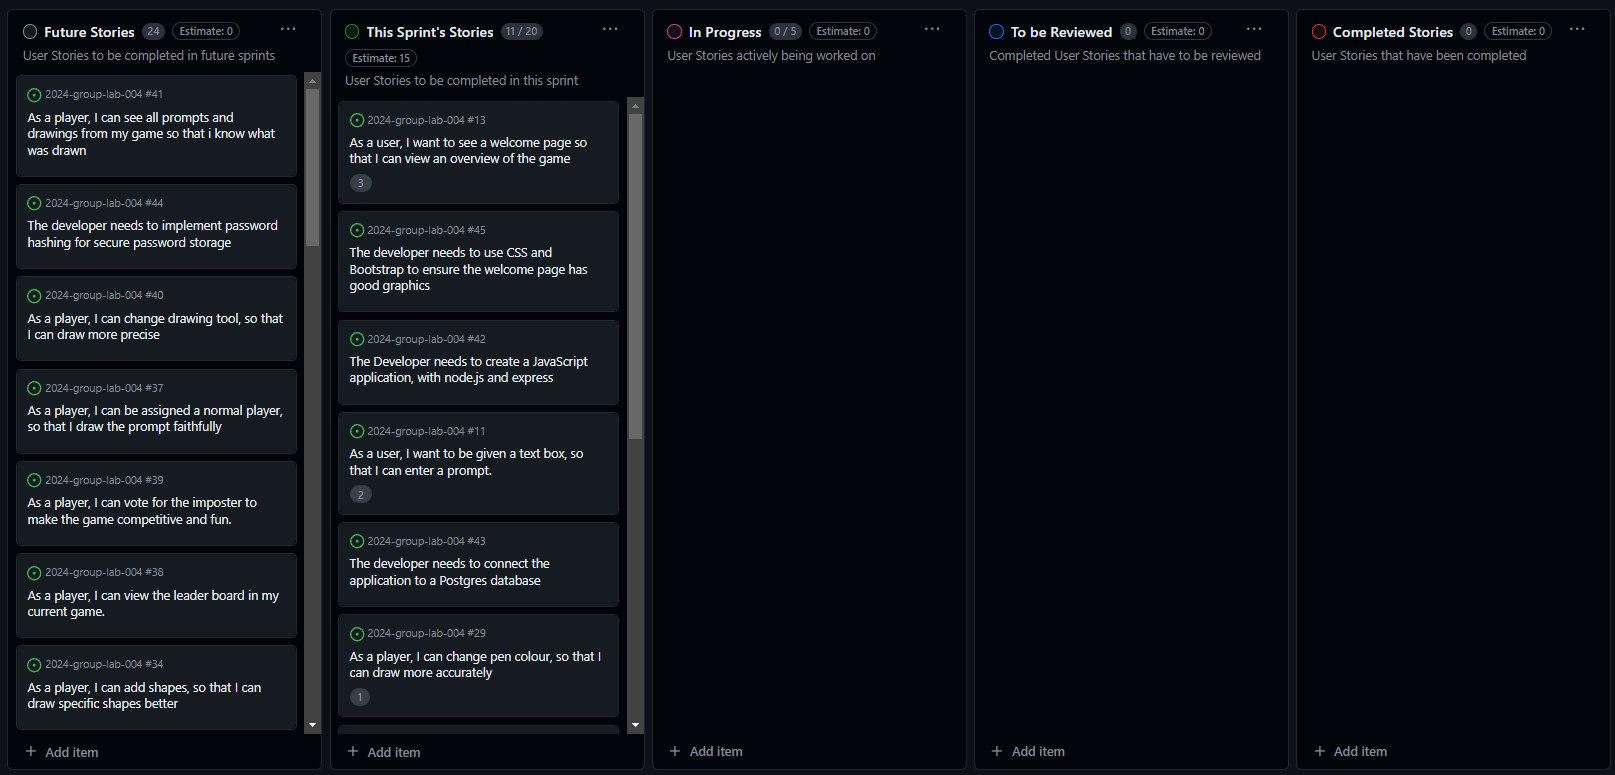 Future Stories 24 Estimate: 0
User Stories to be completed in future sprints
2024-group-lab-004 #41
As a player, I can see all prompts and
drawings from my game so that i know what
was drawn
2024-group-lab-004 #44
The developer needs to implement password
hashing for secure password storage
2024-group-lab-004 #40
As a player, I can change drawing tool, so that
I can draw more precise
2024-group-lab-004 #37
As a player, I can be assigned a normal player,
so that I draw the prompt faithfully
2024-group-lab-004 #39
As a player, I can vote for the imposter to
make the game competitive and fun.
2024-group-lab-004 #38
As a player, I can view the leader board in my
current game.
2024-group-lab-004 #34
As a player, I can add shapes, so that I can
draw specific shapes better
+ Add item
This Sprint's Stories 11 / 20
Estimate: 15
User Stories to be completed in this sprint
2024-group-lab-004 #13
As a user, I want to see a welcome page so
that I can view an overview of the game
3
2024-group-lab-004 #45
The developer needs to use CSS and
Bootstrap to ensure the welcome page has
good graphics
2024-group-lab-004 #42
The Developer needs to create a JavaScript
application, with node.js and express
2024-group-lab-004 #11
As a user, I want to be given a text box, so
that I can enter a prompt.
2
2024-group-lab-004 #43
The developer needs to connect the
application to a Postgres database
2024-group-lab-004 #29
As a player, I can change pen colour, so that I
can draw more accurately
1
+ Add item
In Progress 0 / 5 Estimate: 0
User Stories actively being worked on
+ Add item
To be Reviewed 0 Estimate: 0
Completed User Stories that have to be reviewed
+ Add item
Completed Stories 0 Estimate: 0
User Stories that have been completed
+ Add item